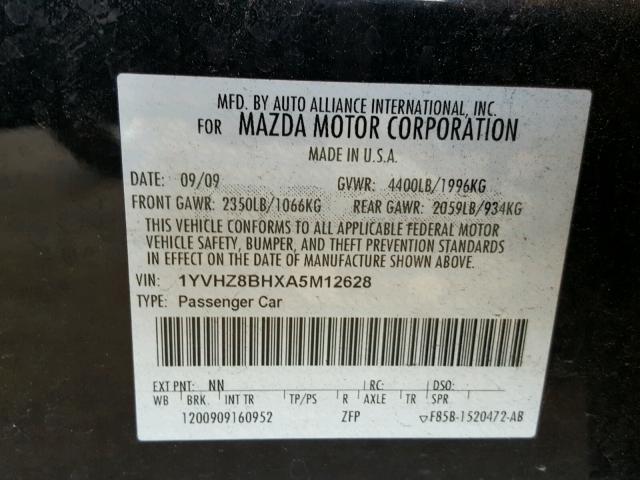 MFD. BY AUTO ALLIANCE INTERNATIONAL, INC.
FOR MAZDA MOTOR CORPORATION
MADE IN U.S.A.
DATE: 09/09 GVWR: 4400LB/1996KG
FRONT GAWR: 2350LB/1066KG REAR GAWR: 2059LB/934KG
THIS VEHICLE CONFORMS TO ALL APPLICABLE FEDERAL MOTOR
VEHICLE SAFETY, BUMPER, AND THEFT PREVENTION STANDARDS
IN EFFECT ON THE DATE OF MANUFACTURE SHOWN ABOVE.
VIN: 1YVHZ8BHXA5M12628
TYPE: Passenger Car
EXT PNT: NN RC: DSO:
WB BRK INT TR TP/PS R AXLE TR SPR
1200909160952 ZFP ▽F85B-1520472-AB